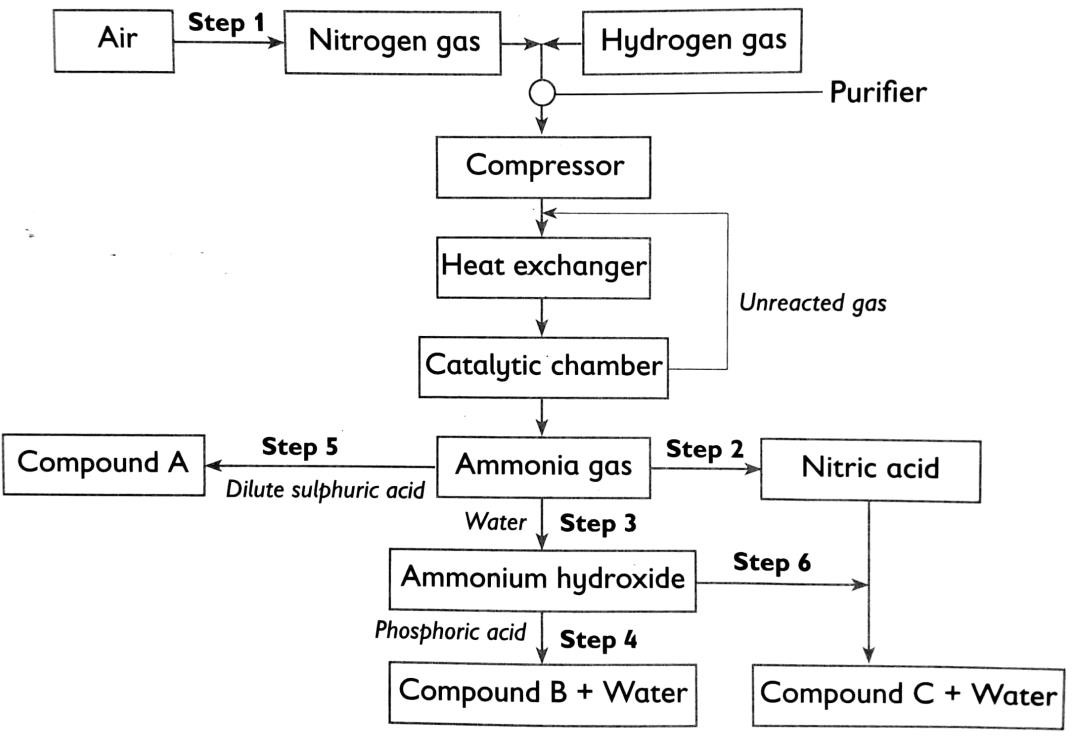 Air
Step 1
Nitrogen gas
Hydrogen gas
Purifier
Compressor
Heat exchanger
Unreacted gas
Catalytic chamber
Compound A
Step 5
Dilute sulphuric acid
Ammonia gas
Step 2
Nitric acid
Water
Step 3
Ammonium hydroxide
Step 6
Phosphoric acid
Step 4
Compound B + Water
Compound C + Water